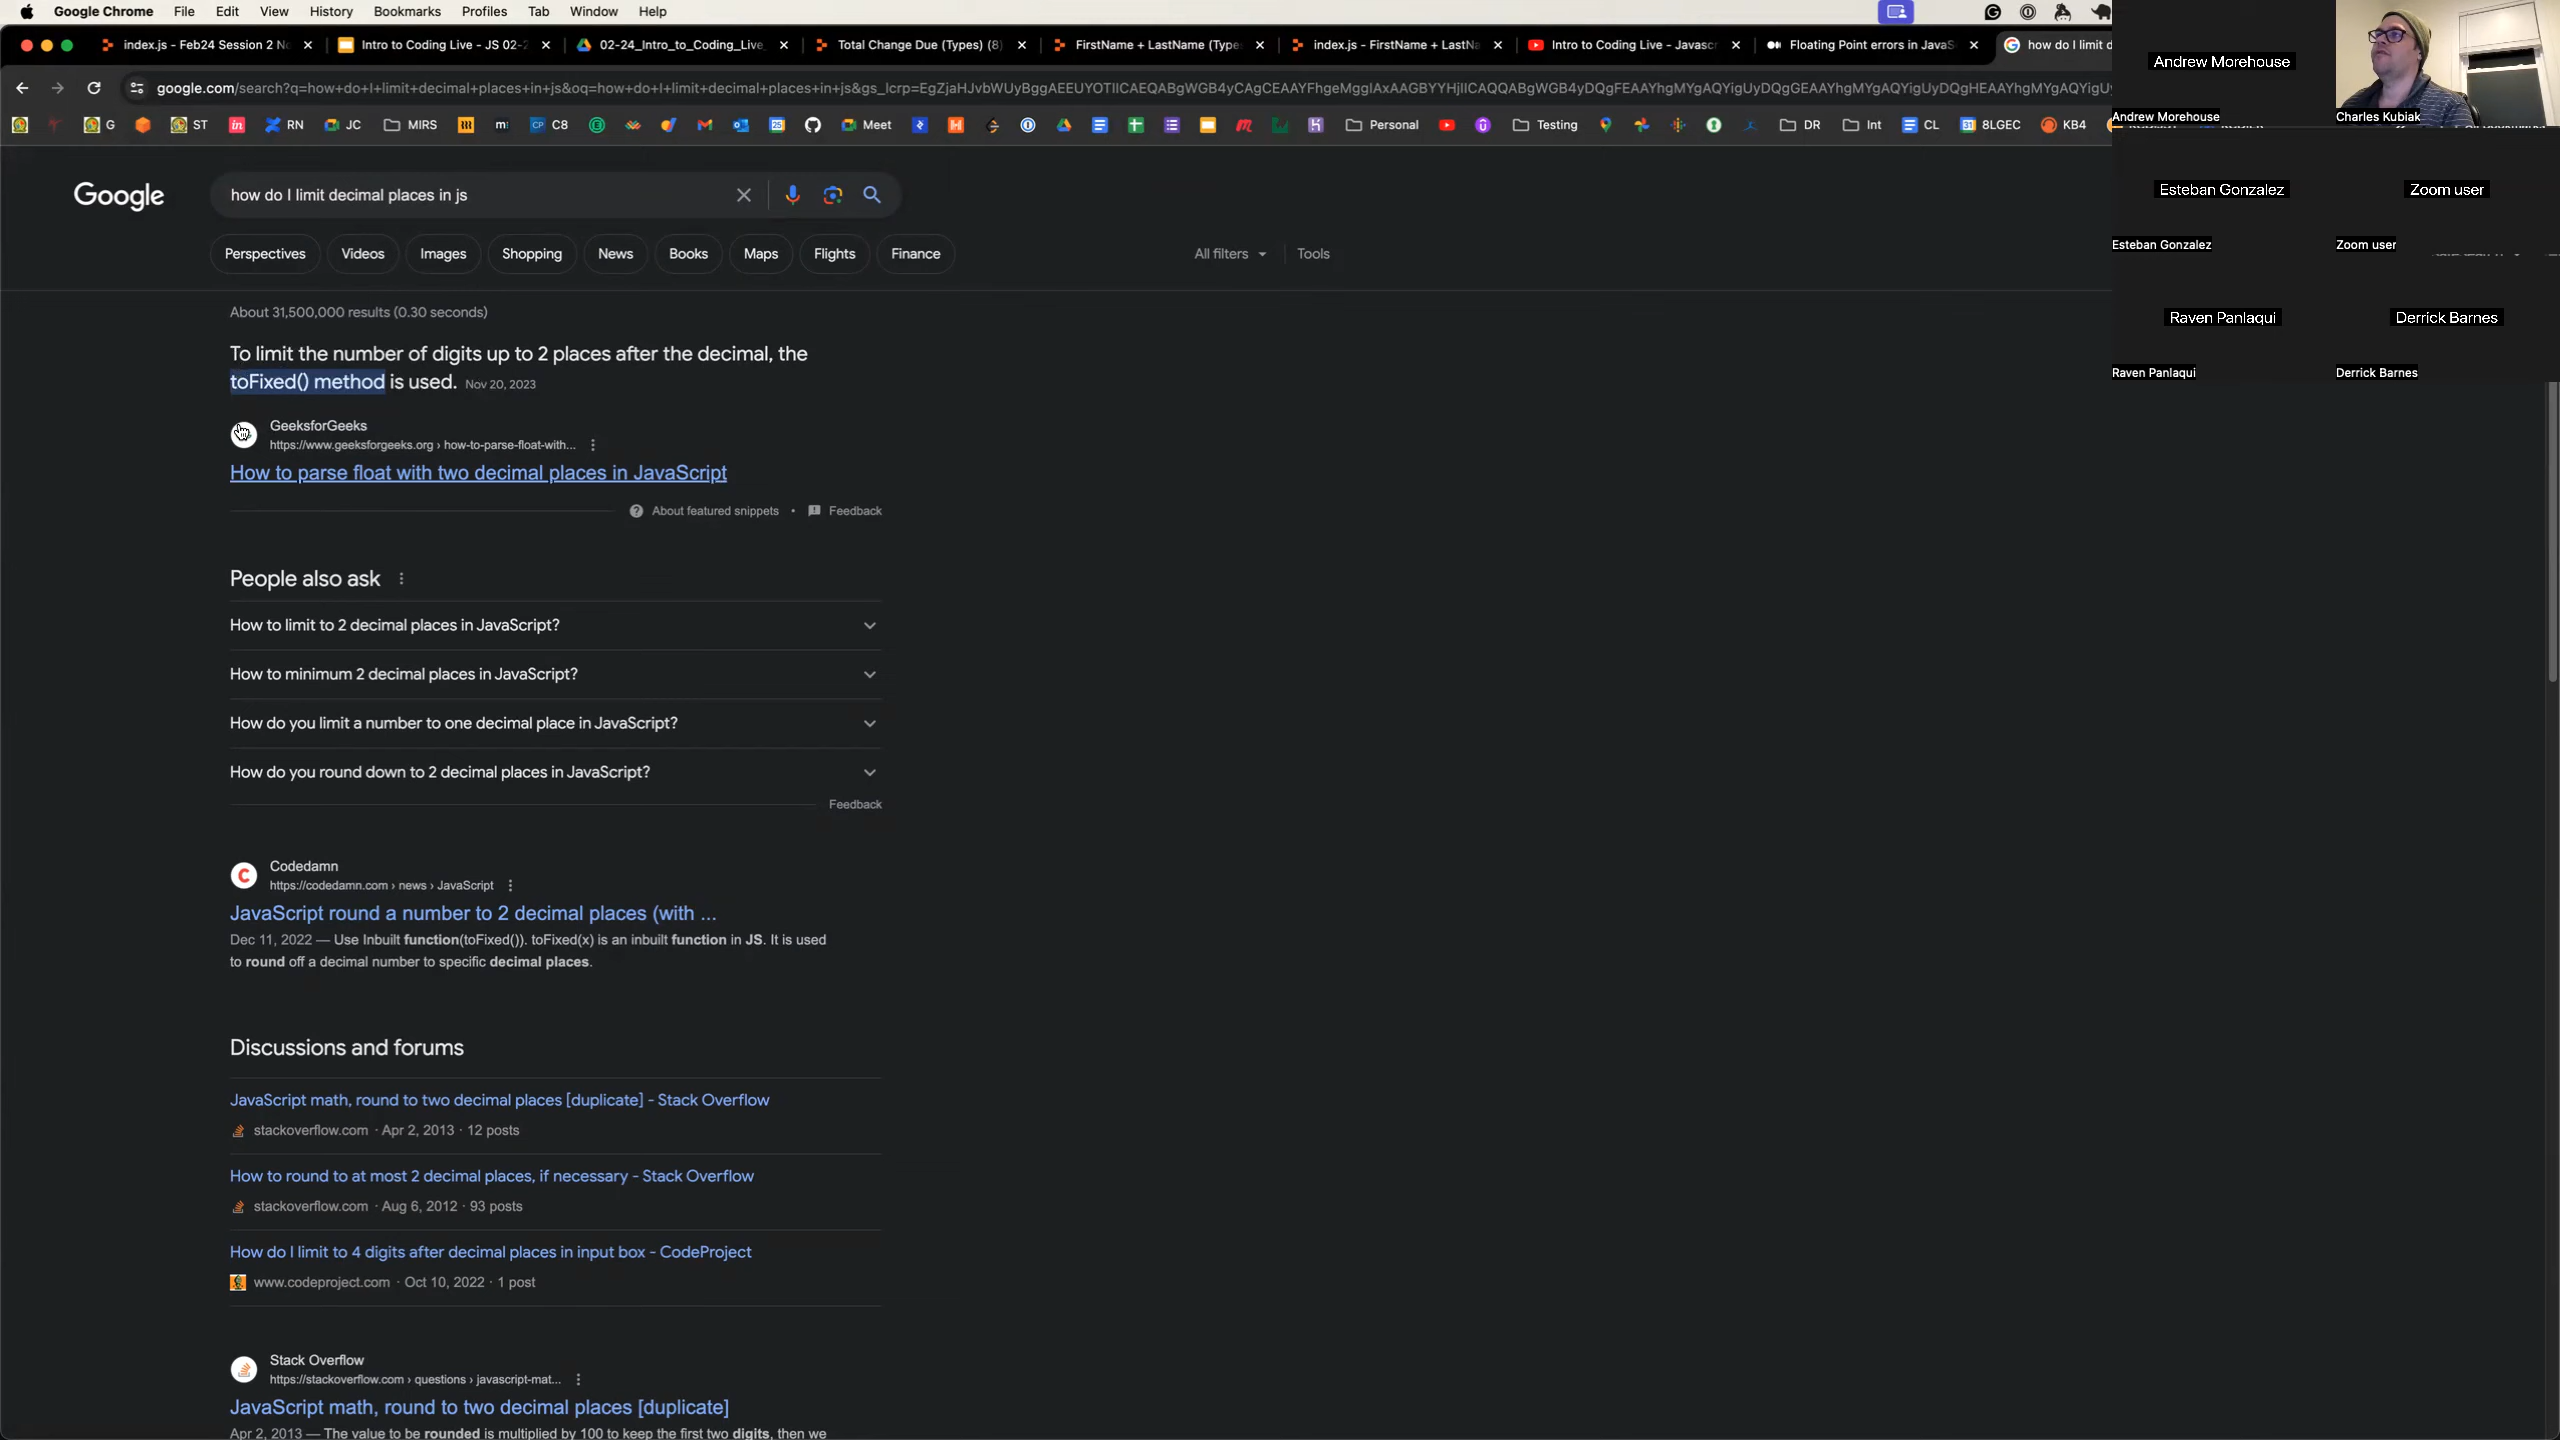 Google Chrome File Edit View History Bookmarks Profiles Tab Window Help
index.js - Feb24 Session 2 No
Intro to Coding Live - JS 02-2
02-24_Intro_to_Coding_Live_
Total Change Due (Types) (8)
FirstName + LastName (Type
index.js - FirstName + LastNa
Intro to Coding Live - Javascr
Floating Point errors in JavaS
how do I limit d
google.com/search?q=how+do+I+limit+decimal+places+in+js&oq=how+do+I+limit+decimal+places+in+js&gs_lcrp=
G ST RN JC MIRS C8 Meet Personal Testing DR Int CL 8LGEC KB4
Andrew Morehouse
Andrew Morehouse
Charles Kubiak
Esteban Gonzalez
Zoom user
Esteban Gonzalez
Zoom user
Raven Panlaqui
Derrick Barnes
Raven Panlaqui
Derrick Barnes
Google
how do I limit decimal places in js
Perspectives Videos Images Shopping News Books Maps Flights Finance All filters Tools
About 31,500,000 results (0.30 seconds)
To limit the number of digits up to 2 places after the decimal, the
toFixed() method is used. Nov 20, 2023
GeeksforGeeks
https://www.geeksforgeeks.org › how-to-parse-float-with...
How to parse float with two decimal places in JavaScript
About featured snippets • Feedback
People also ask
How to limit to 2 decimal places in JavaScript?
How to minimum 2 decimal places in JavaScript?
How do you limit a number to one decimal place in JavaScript?
How do you round down to 2 decimal places in JavaScript?
Feedback
Codedamn
https://codedamn.com › news › JavaScript
JavaScript round a number to 2 decimal places (with ...
Dec 11, 2022 — Use Inbuilt function(toFixed()). toFixed(x) is an inbuilt function in JS. It is used
to round off a decimal number to specific decimal places.
Discussions and forums
JavaScript math, round to two decimal places [duplicate] - Stack Overflow
stackoverflow.com · Apr 2, 2013 · 12 posts
How to round to at most 2 decimal places, if necessary - Stack Overflow
stackoverflow.com · Aug 6, 2012 · 93 posts
How do I limit to 4 digits after decimal places in input box - CodeProject
www.codeproject.com · Oct 10, 2022 · 1 post
Stack Overflow
https://stackoverflow.com › questions › javascript-mat...
JavaScript math, round to two decimal places [duplicate]
Apr 2, 2013 — The value to be rounded is multiplied by 100 to keep the first two digits, then we